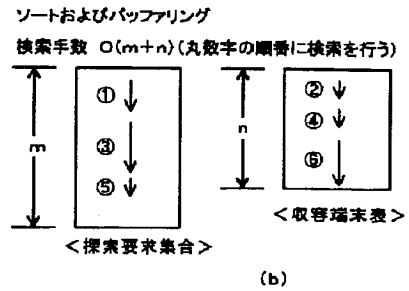 ソートおよびバッファリング
検索手数 O(m+n)(丸数字の順番に検索を行う)
m
①
③
⑤
<探索要求集合>
n
②
④
⑥
<収容端末表>
(b)